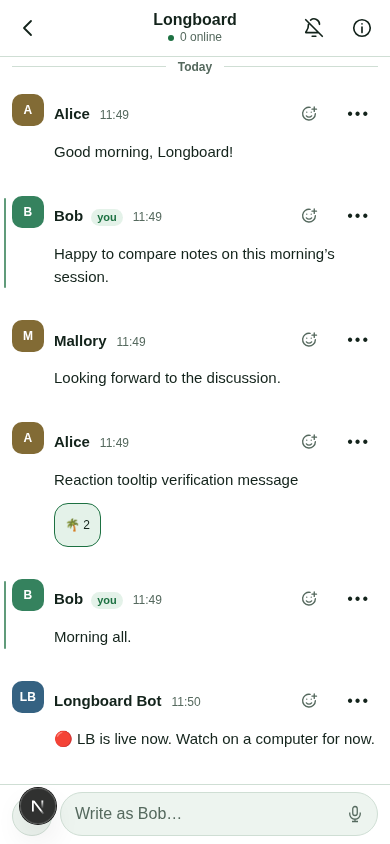 Longboard
0 online
Today
A
Alice 11:49
Good morning, Longboard!
B
Bob you 11:49
Happy to compare notes on this morning’s
session.
M
Mallory 11:49
Looking forward to the discussion.
A
Alice 11:49
Reaction tooltip verification message
🌴 2
B
Bob you 11:49
Morning all.
LB
Longboard Bot 11:50
🔴 LB is live now. Watch on a computer for now.
N
Write as Bob…